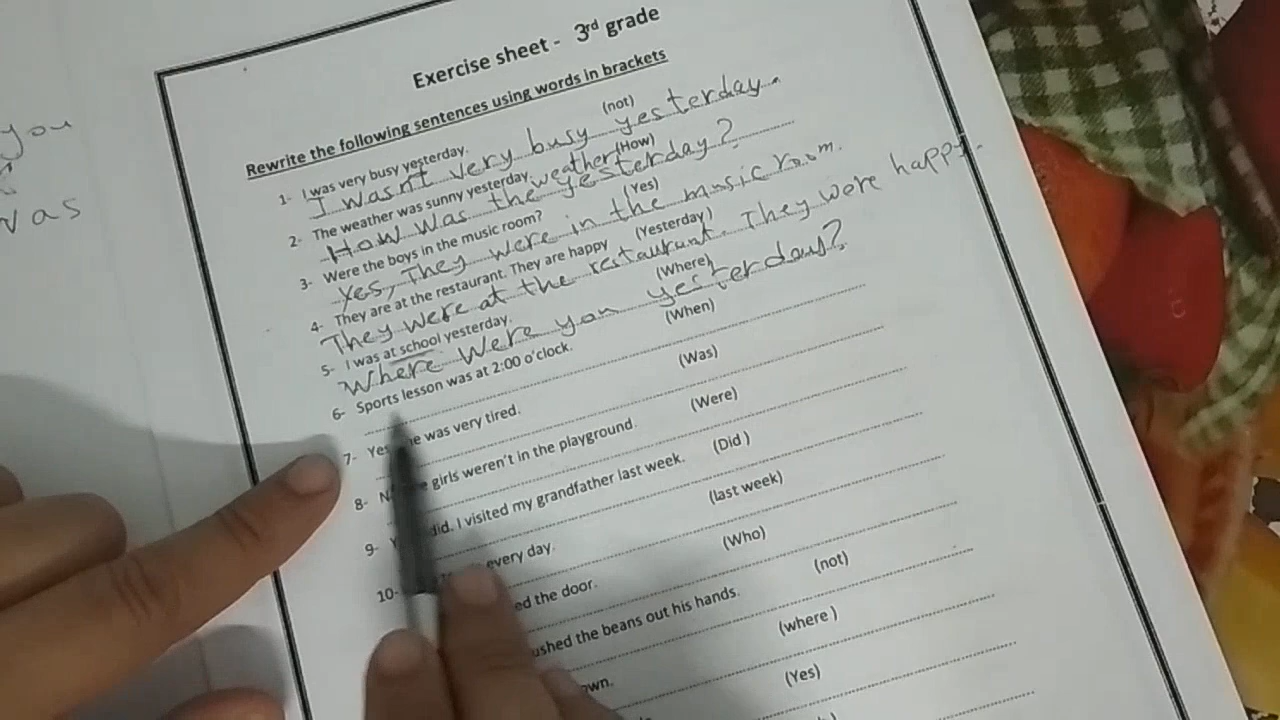 Exercise sheet - 3rd grade
Rewrite the following sentences using words in brackets
1- I was very busy yesterday. (not)
I wasn't very busy yesterday.
2- The weather was sunny yesterday. (How)
How was the weather yesterday?
3- Were the boys in the music room? (Yes)
Yes, They were in the music room.
4- They are at the restaurant. They are happy (Yesterday)
They were at the restaurant. They were happy.
5- I was at school yesterday. (Where)
Where were you yesterday?
6- Sports lesson was at 2:00 o'clock. (When)
7- was very tired. (Was)
8- girls weren't in the playground. (Were)
9- did. I visited my grandfather last week. (Did)
10- every day. (last week)
the door. (Who)
the beans out his hands. (not)
(where)
(Yes)
you
was